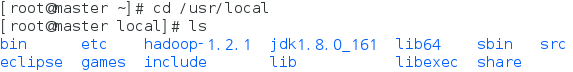 [root@master ~]# cd /usr/local
[root@master local]# ls
bin etc hadoop-1.2.1 jdk1.8.0_161 lib64 sbin src
eclipse games include lib libexec share